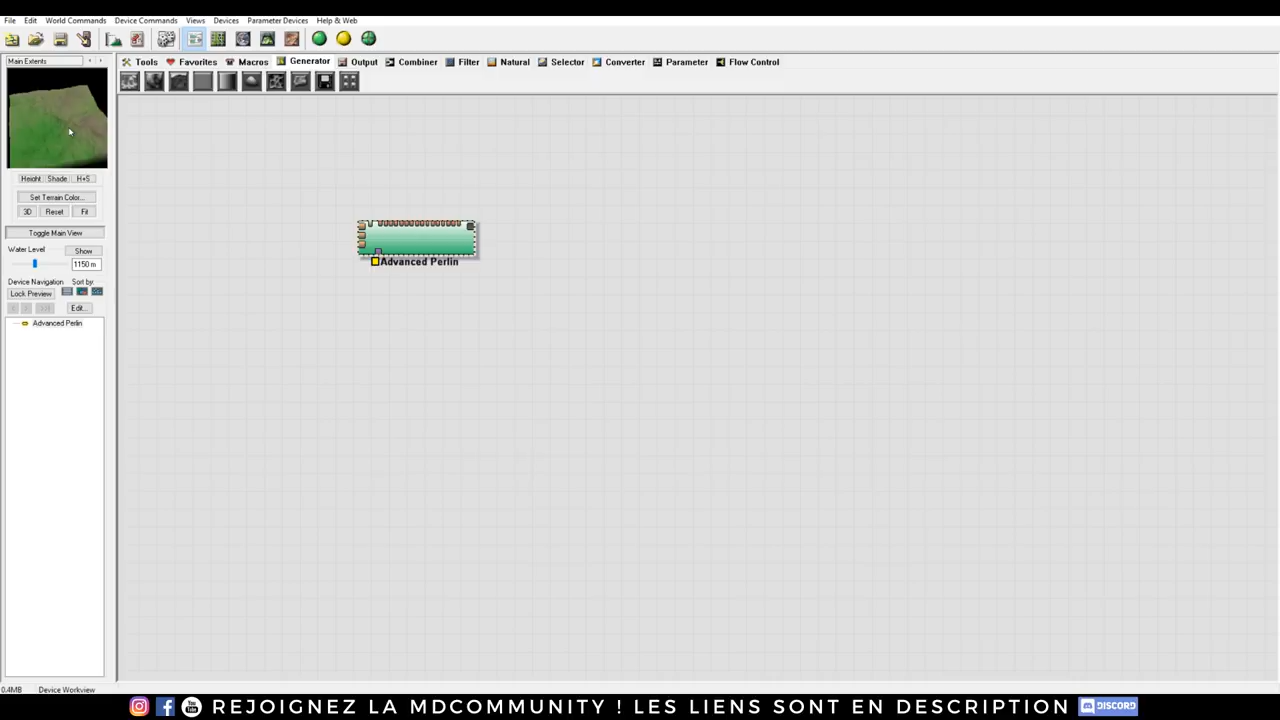 File Edit World Commands Device Commands Views Devices Parameter Devices Help & Web
Main Extents
Tools Favorites Macros Generator Output Combiner Filter Natural Selector Converter Parameter Flow Control
Height Shade H+S
Set Terrain Color...
3D Reset Fit
Toggle Main View
Water Level Show
1150 m
Device Navigation Sort by:
Lock Preview
Edit...
Advanced Perlin
Advanced Perlin
0.4MB Device Workview
REJOIGNEZ LA MDCOMMUNITY ! LES LIENS SONT EN DESCRIPTION DISCORD